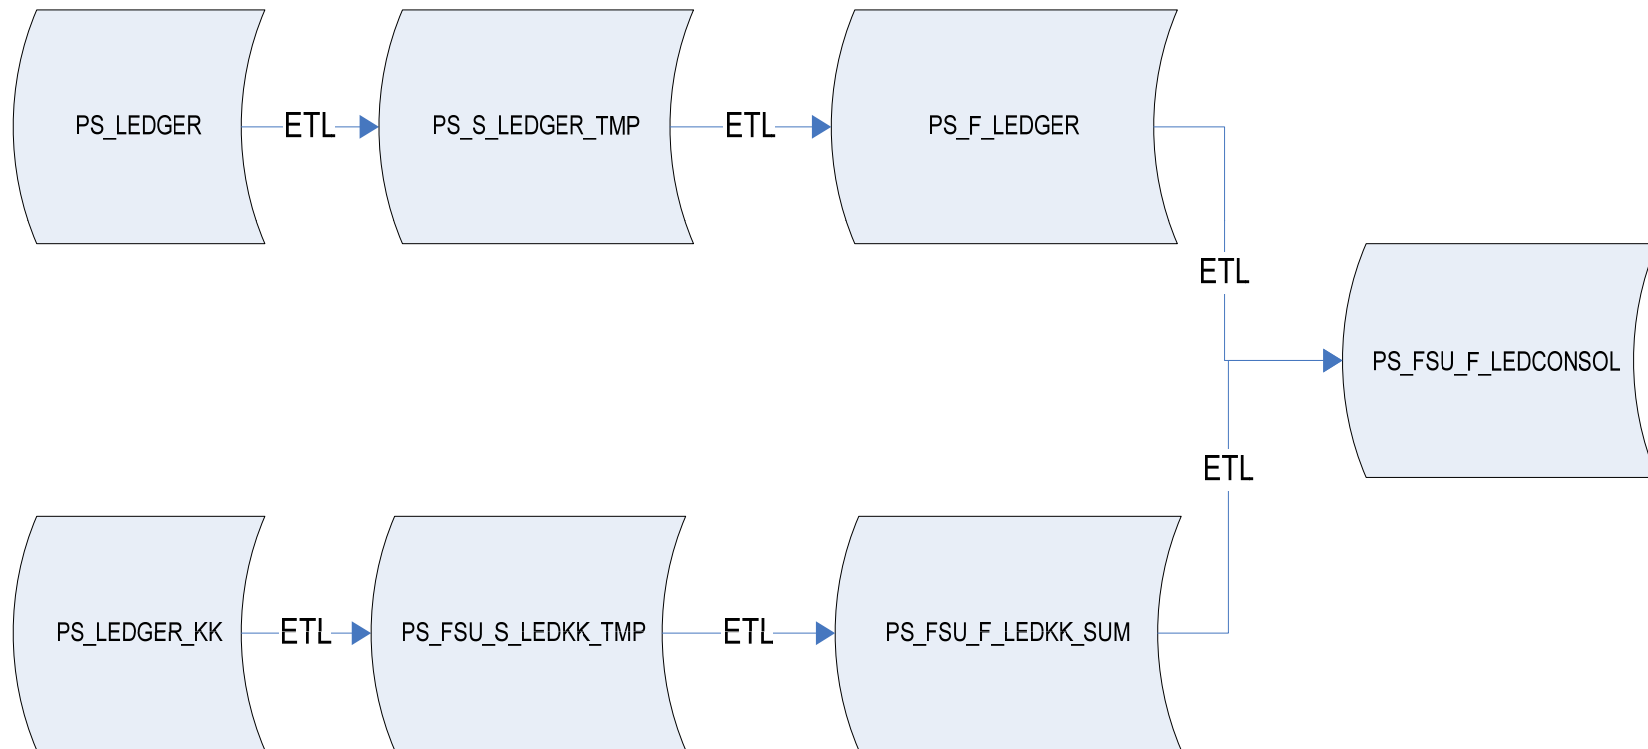 PS_LEDGER
ETL
PS_S_LEDGER_TMP
ETL
PS_F_LEDGER
ETL
PS_FSU_F_LEDCONSOL
ETL
PS_LEDGER_KK
ETL
PS_FSU_S_LEDKK_TMP
ETL
PS_FSU_F_LEDKK_SUM